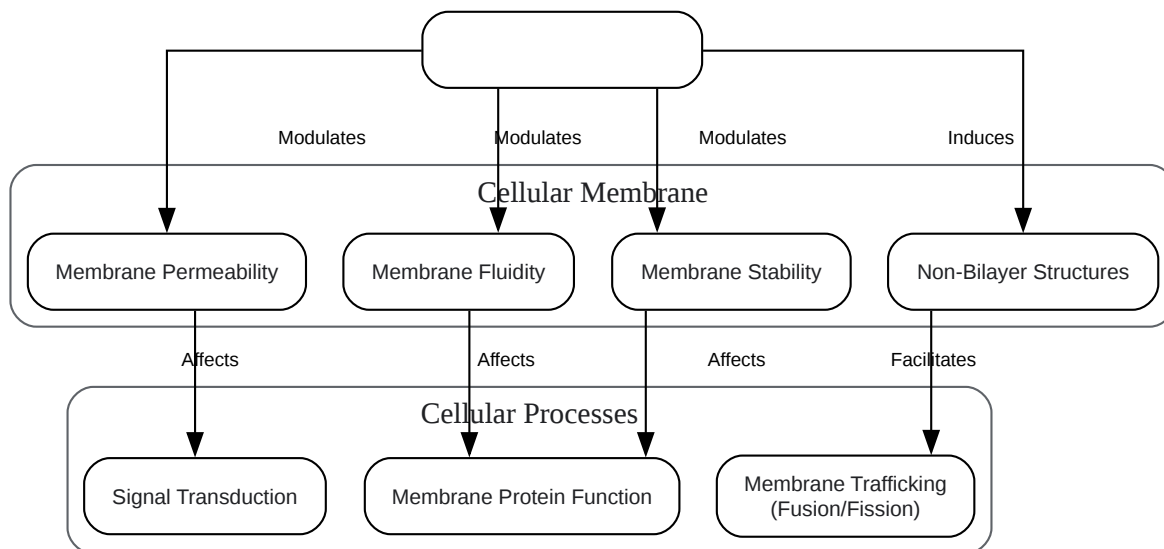 Modulates
Modulates
Modulates
Induces
Cellular Membrane
Membrane Permeability
Membrane Fluidity
Membrane Stability
Non-Bilayer Structures
Affects
Affects
Affects
Facilitates
Cellular Processes
Signal Transduction
Membrane Protein Function
Membrane Trafficking
(Fusion/Fission)